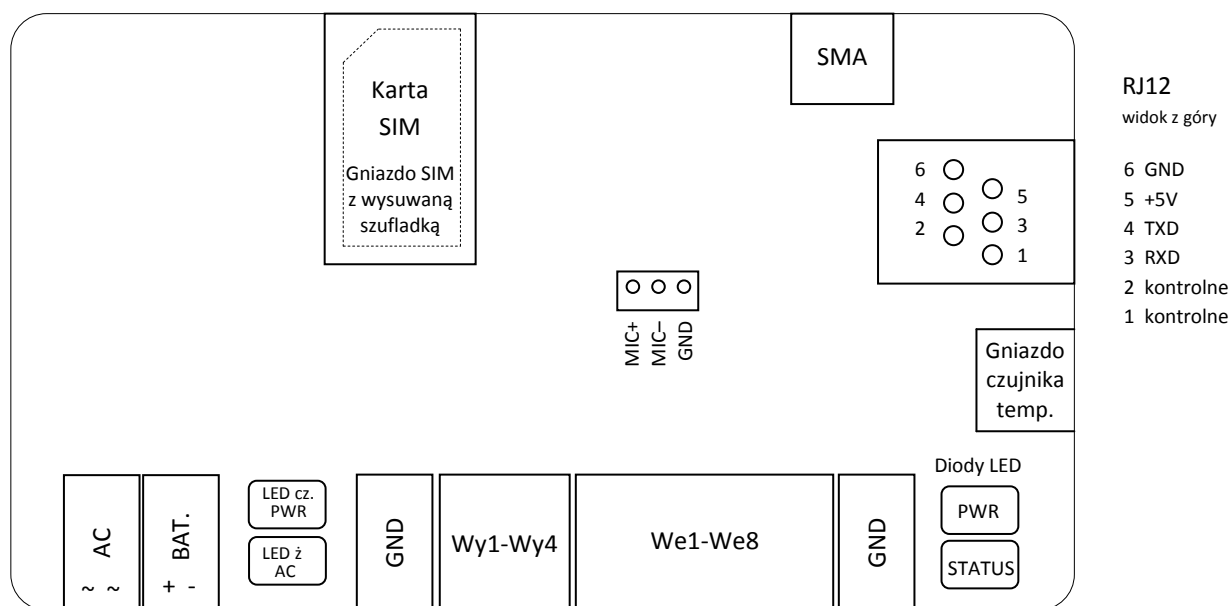 Karta
SIM
Gniazdo SIM
z wysuwaną
szufladką
SMA
RJ12
widok z góry
6 GND
5 +5V
4 TXD
3 RXD
2 kontrolne
1 kontrolne
6
5
4
3
2
1
MIC+
MIC–
GND
Gniazdo
czujnika
temp.
AC
~ ~
BAT.
+ -
LED cz.
PWR
LED ż
AC
GND
Wy1-Wy4
We1-We8
GND
Diody LED
PWR
STATUS